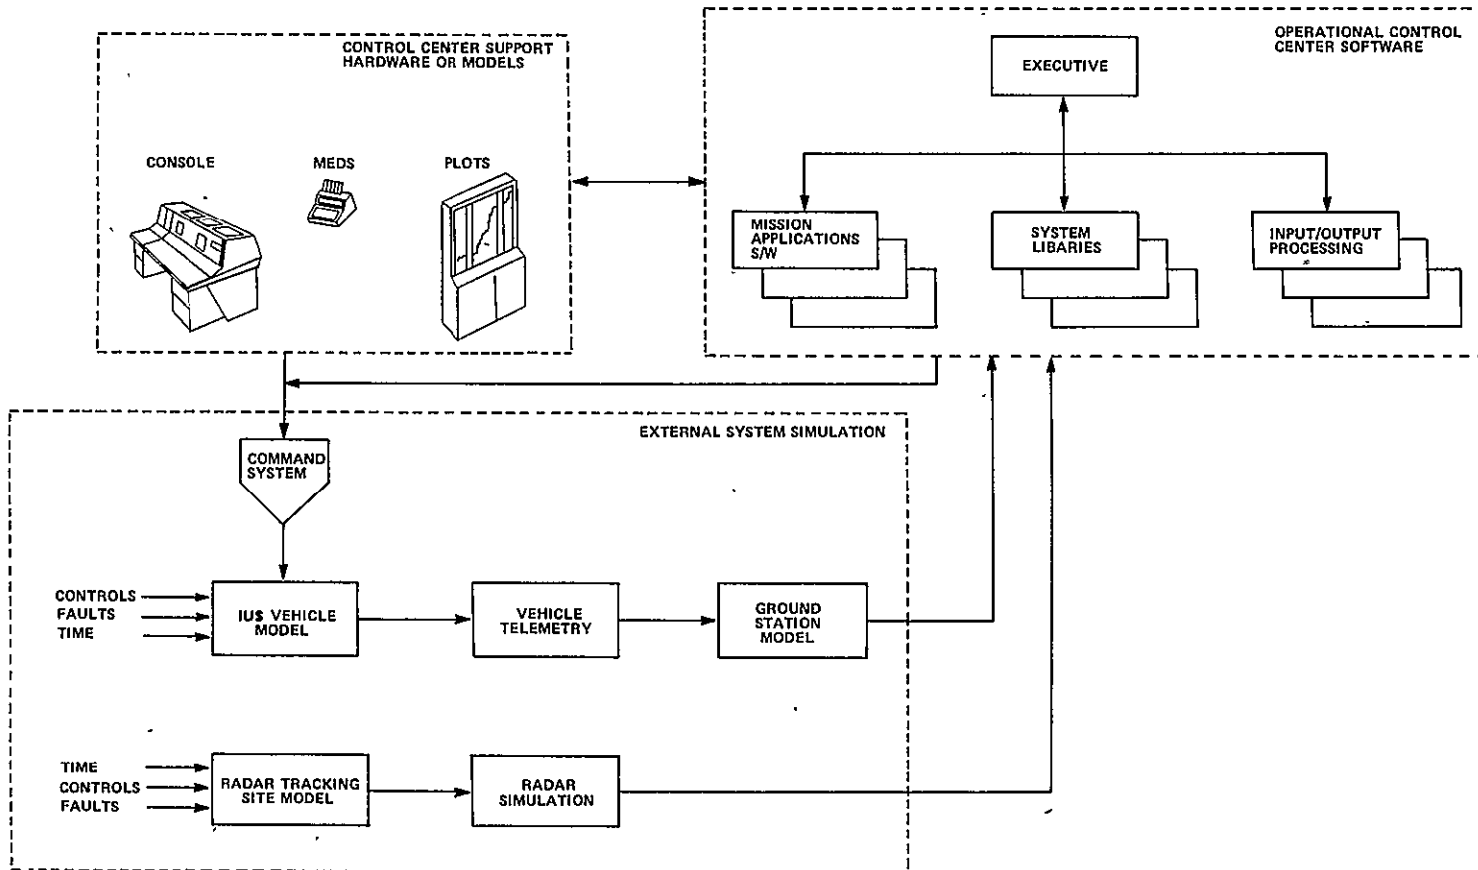 CONTROL CENTER SUPPORT
HARDWARE OR MODELS
CONSOLE
MEDS
PLOTS
OPERATIONAL CONTROL
CENTER SOFTWARE
EXECUTIVE
MISSION
APPLICATIONS
S/W
SYSTEM
LIBARIES
INPUT/OUTPUT
PROCESSING
EXTERNAL SYSTEM SIMULATION
COMMAND
SYSTEM
CONTROLS
FAULTS
TIME
IUS VEHICLE
MODEL
VEHICLE
TELEMETRY
GROUND
STATION
MODEL
TIME
CONTROLS
FAULTS
RADAR TRACKING
SITE MODEL
RADAR
SIMULATION